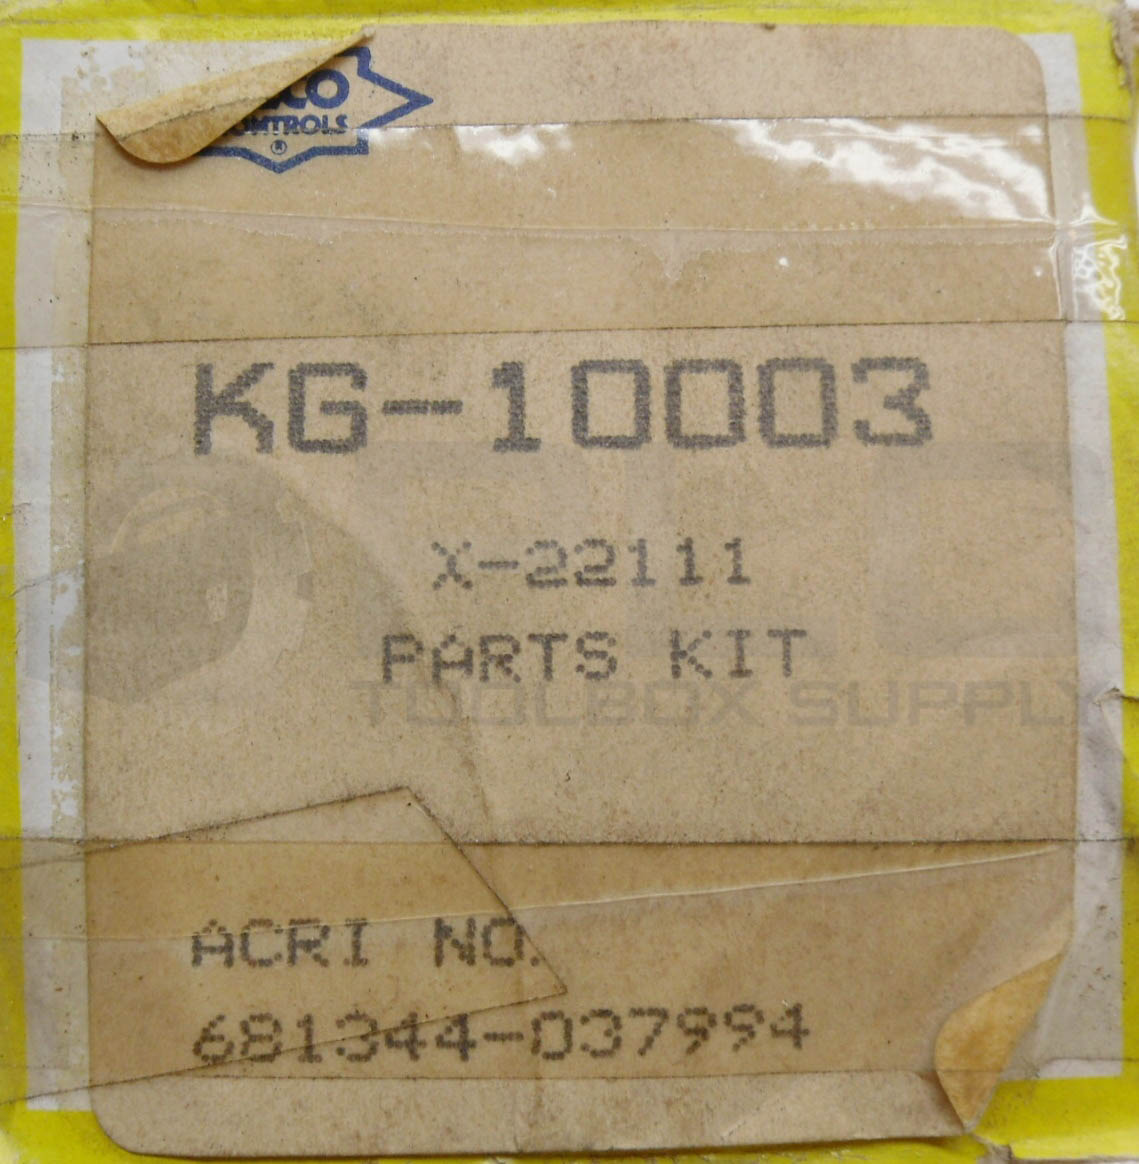 KG-10003
X-22111
PARTS KIT
TOOLBOX SUPPLY
ACRI NO.
681344-037994